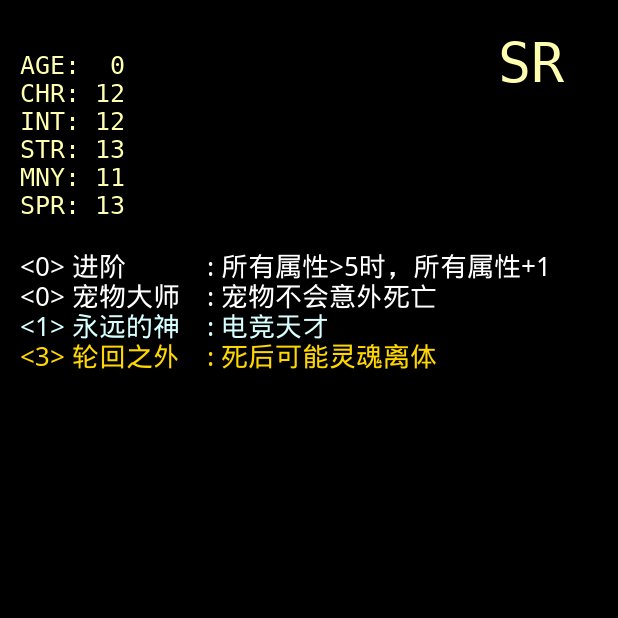 SR
AGE:  0
CHR: 12
INT: 12
STR: 13
MNY: 11
SPR: 13
<0> 进阶 : 所有属性>5时，所有属性+1
<0> 宠物大师 : 宠物不会意外死亡
<1> 永远的神 : 电竞天才
<3> 轮回之外 : 死后可能灵魂离体